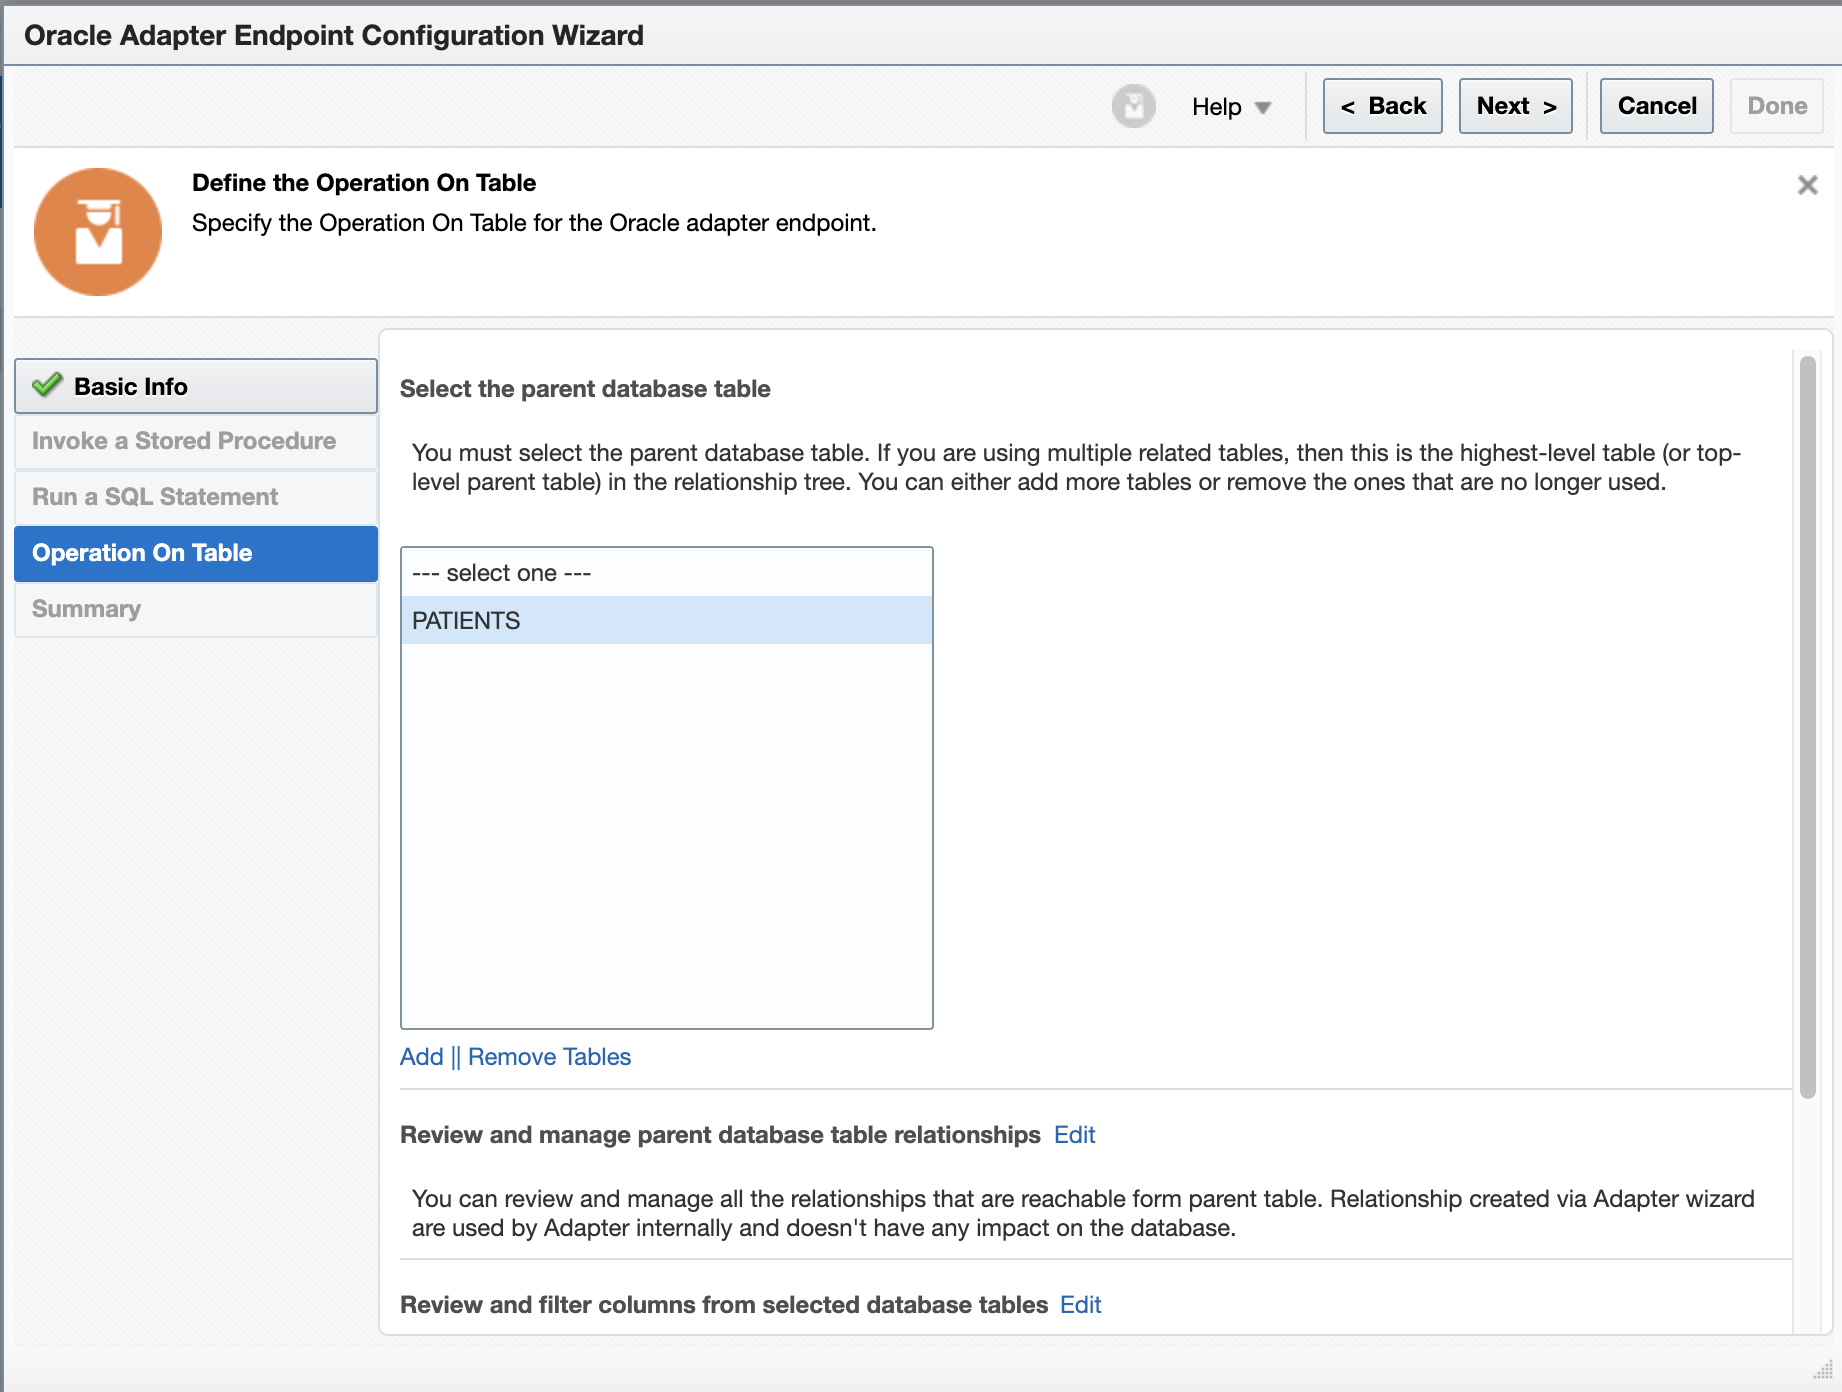 Oracle Adapter Endpoint Configuration Wizard
Help
< Back
Next >
Cancel
Done
Define the Operation On Table
Specify the Operation On Table for the Oracle adapter endpoint.
Basic Info
Invoke a Stored Procedure
Run a SQL Statement
Operation On Table
Summary
Select the parent database table
You must select the parent database table. If you are using multiple related tables, then this is the highest-level table (or top-
level parent table) in the relationship tree. You can either add more tables or remove the ones that are no longer used.
--- select one ---
PATIENTS
Add || Remove Tables
Review and manage parent database table relationships Edit
You can review and manage all the relationships that are reachable form parent table. Relationship created via Adapter wizard
are used by Adapter internally and doesn't have any impact on the database.
Review and filter columns from selected database tables Edit